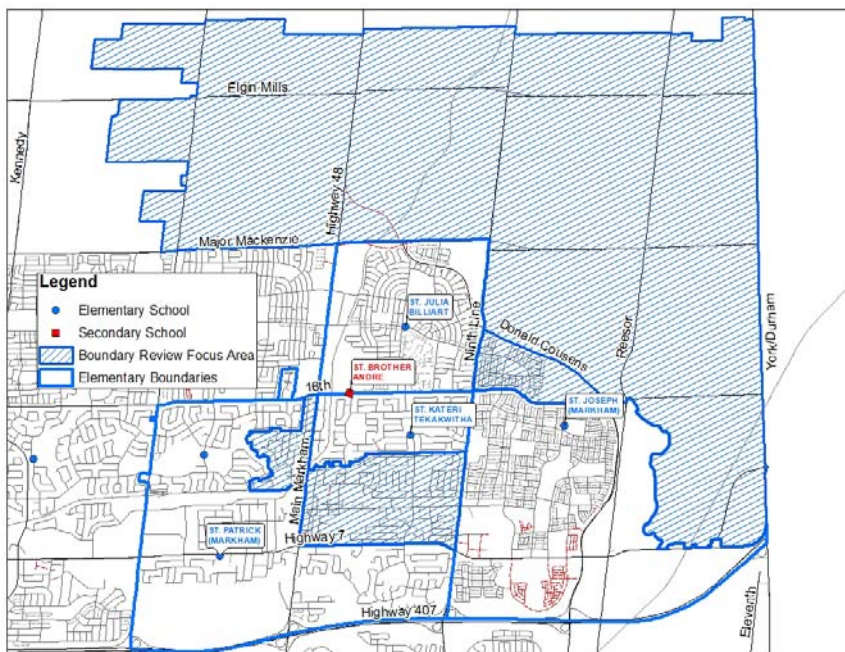 Elgin Mills
Kennedy
Highway 48
Major Mackenzie
Legend
Elementary School
Secondary School
Boundary Review Focus Area
Elementary Boundaries
ST. JULIA
BILLIART
Ninth Line
Donald Cousens
Reesor
York/Durham
ST. BROTHER
ANDRE
16th
ST. KATERI
TEKAKWITHA
ST. JOSEPH
(MARKHAM)
Main Markham
ST. PATRICK
(MARKHAM)
Highway 7
Highway 407
Eleventh